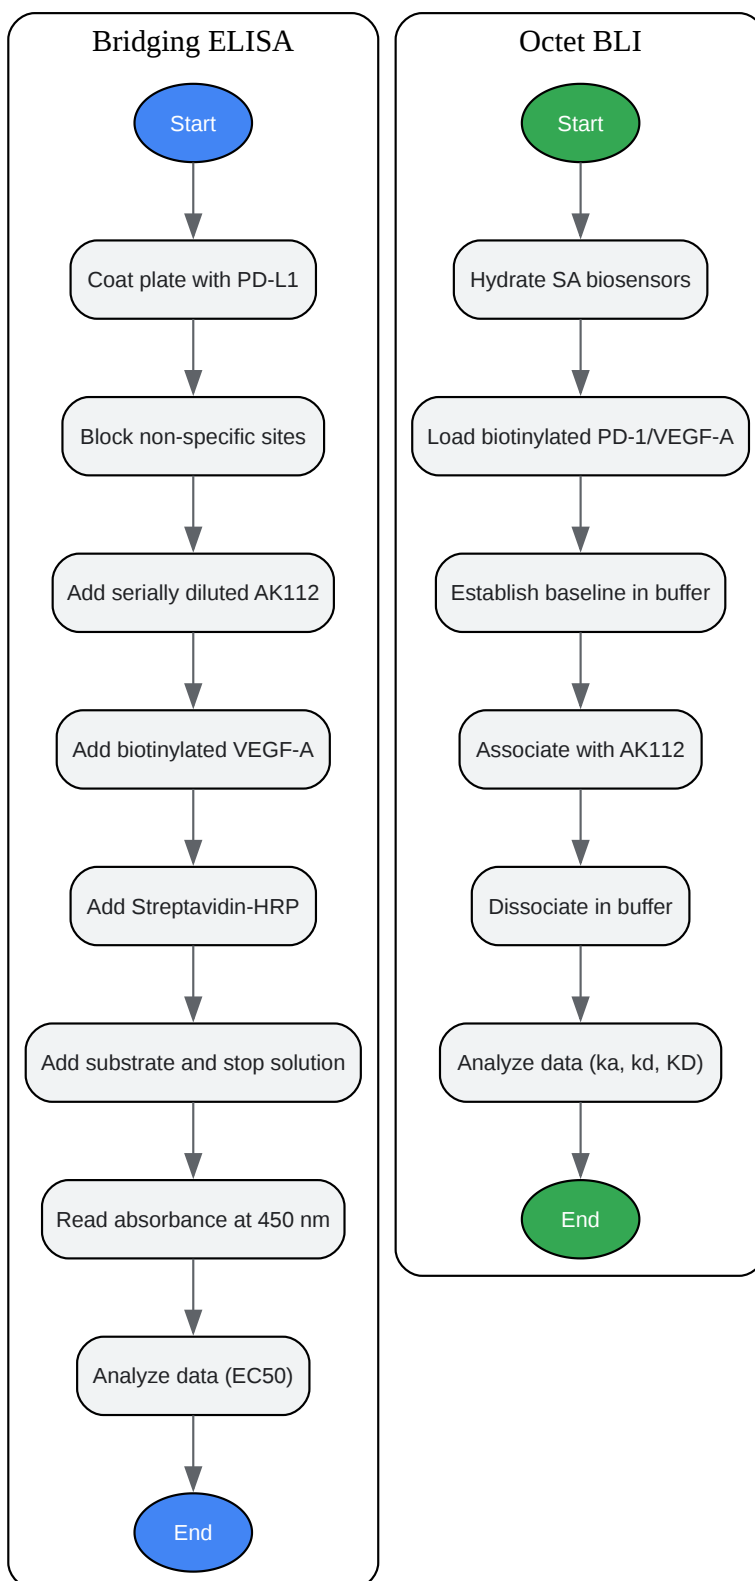 Bridging ELISA
Start
Coat plate with PD-L1
Block non-specific sites
Add serially diluted AK112
Add biotinylated VEGF-A
Add Streptavidin-HRP
Add substrate and stop solution
Read absorbance at 450 nm
Analyze data (EC50)
End
Octet BLI
Start
Hydrate SA biosensors
Load biotinylated PD-1/VEGF-A
Establish baseline in buffer
Associate with AK112
Dissociate in buffer
Analyze data (ka, kd, KD)
End